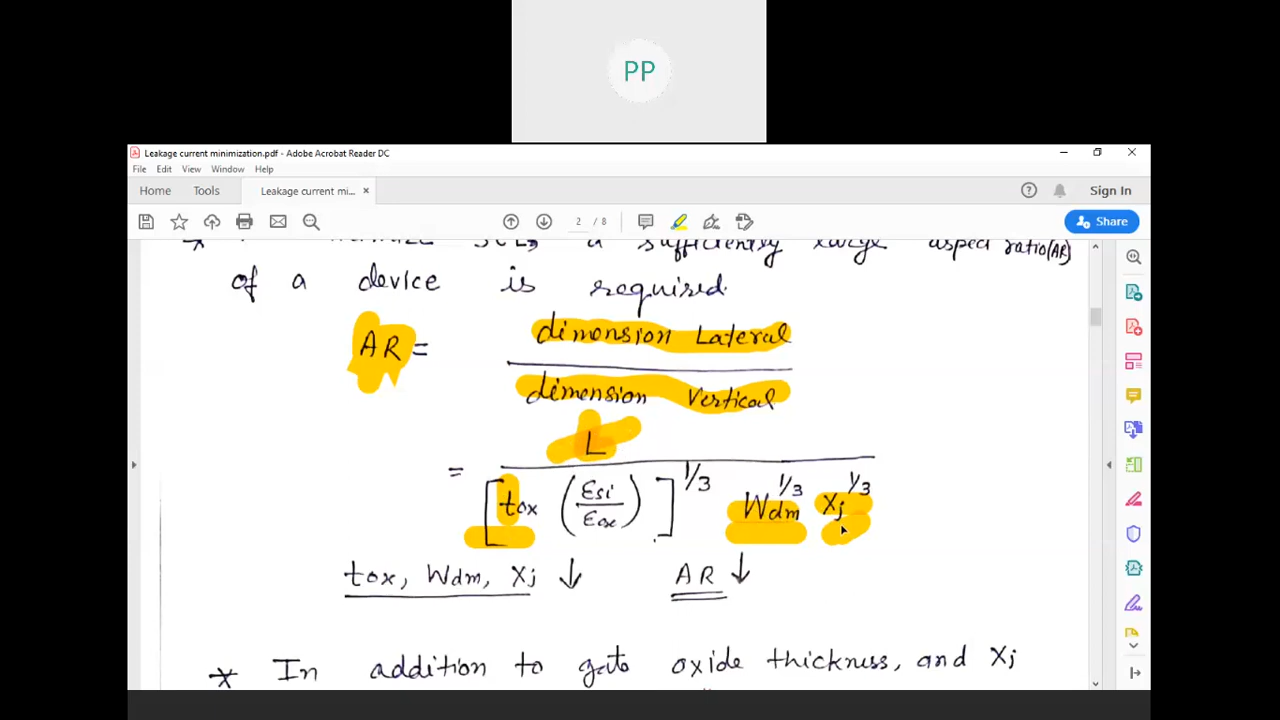 PP
Leakage current minimization.pdf - Adobe Acrobat Reader DC
File Edit View Window Help
Home Tools Leakage current mi... ×
Sign In
2 / 8
Share
a sufficiently large aspect ratio(AR)
of a device is required
AR = dimension Lateral
dimension Vertical
= L
[tox (Esi/Eox)]^1/3 Wdm^1/3 Xj^1/3
tox, Wdm, Xj ↓ AR ↓
* In addition to gate oxide thickness, and Xj